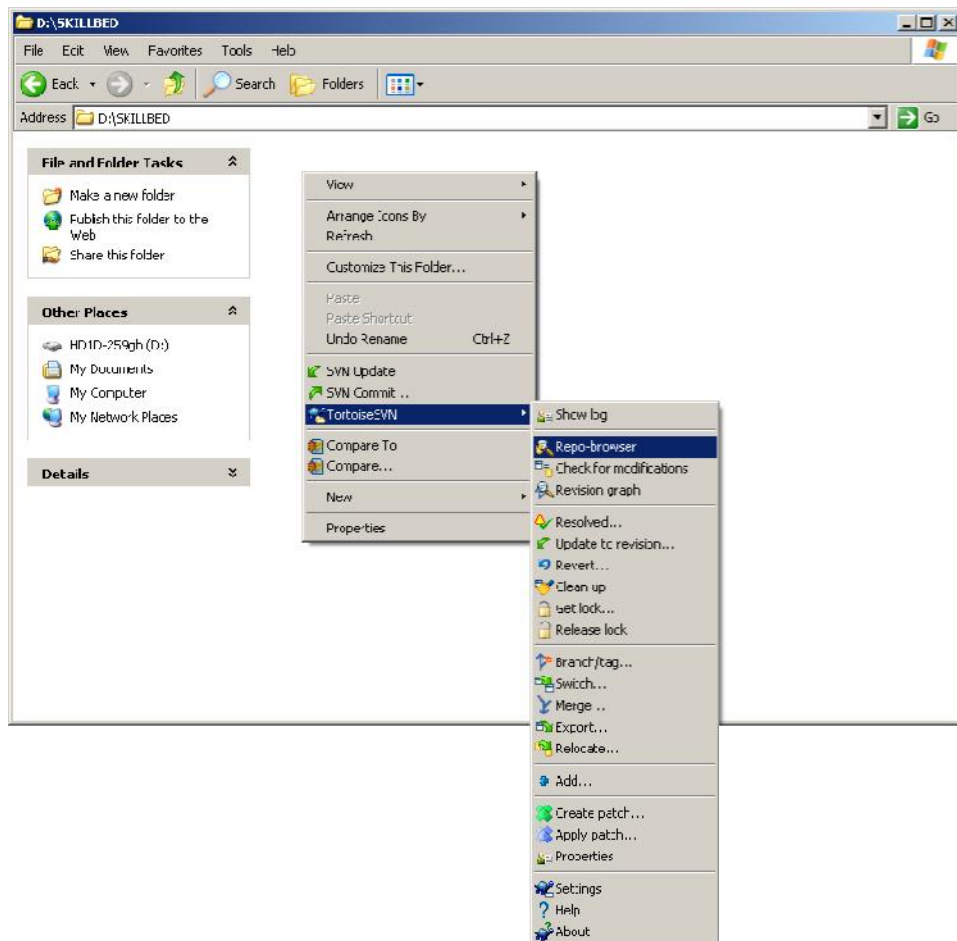 D:\SKILLBED
File Edit View Favorites Tools Help
Back Search Folders
Address D:\SKILLBED Go
File and Folder Tasks
Make a new folder
Publish this folder to the
Web
Share this folder
Other Places
HD1D-259gb (D:)
My Documents
My Computer
My Network Places
Details
View
Arrange Icons By
Refresh
Customize This Folder...
Paste
Paste Shortcut
Undo Rename Ctrl+Z
SVN Update
SVN Commit...
TortoiseSVN
Compare To
Compare...
New
Properties
Show log
Repo-browser
Check for modifications
Revision graph
Resolved...
Update to revision...
Revert...
Clean up
Get lock...
Release lock
Branch/tag...
Switch...
Merge...
Export...
Relocate...
Add...
Create patch...
Apply patch...
Properties
Settings
Help
About